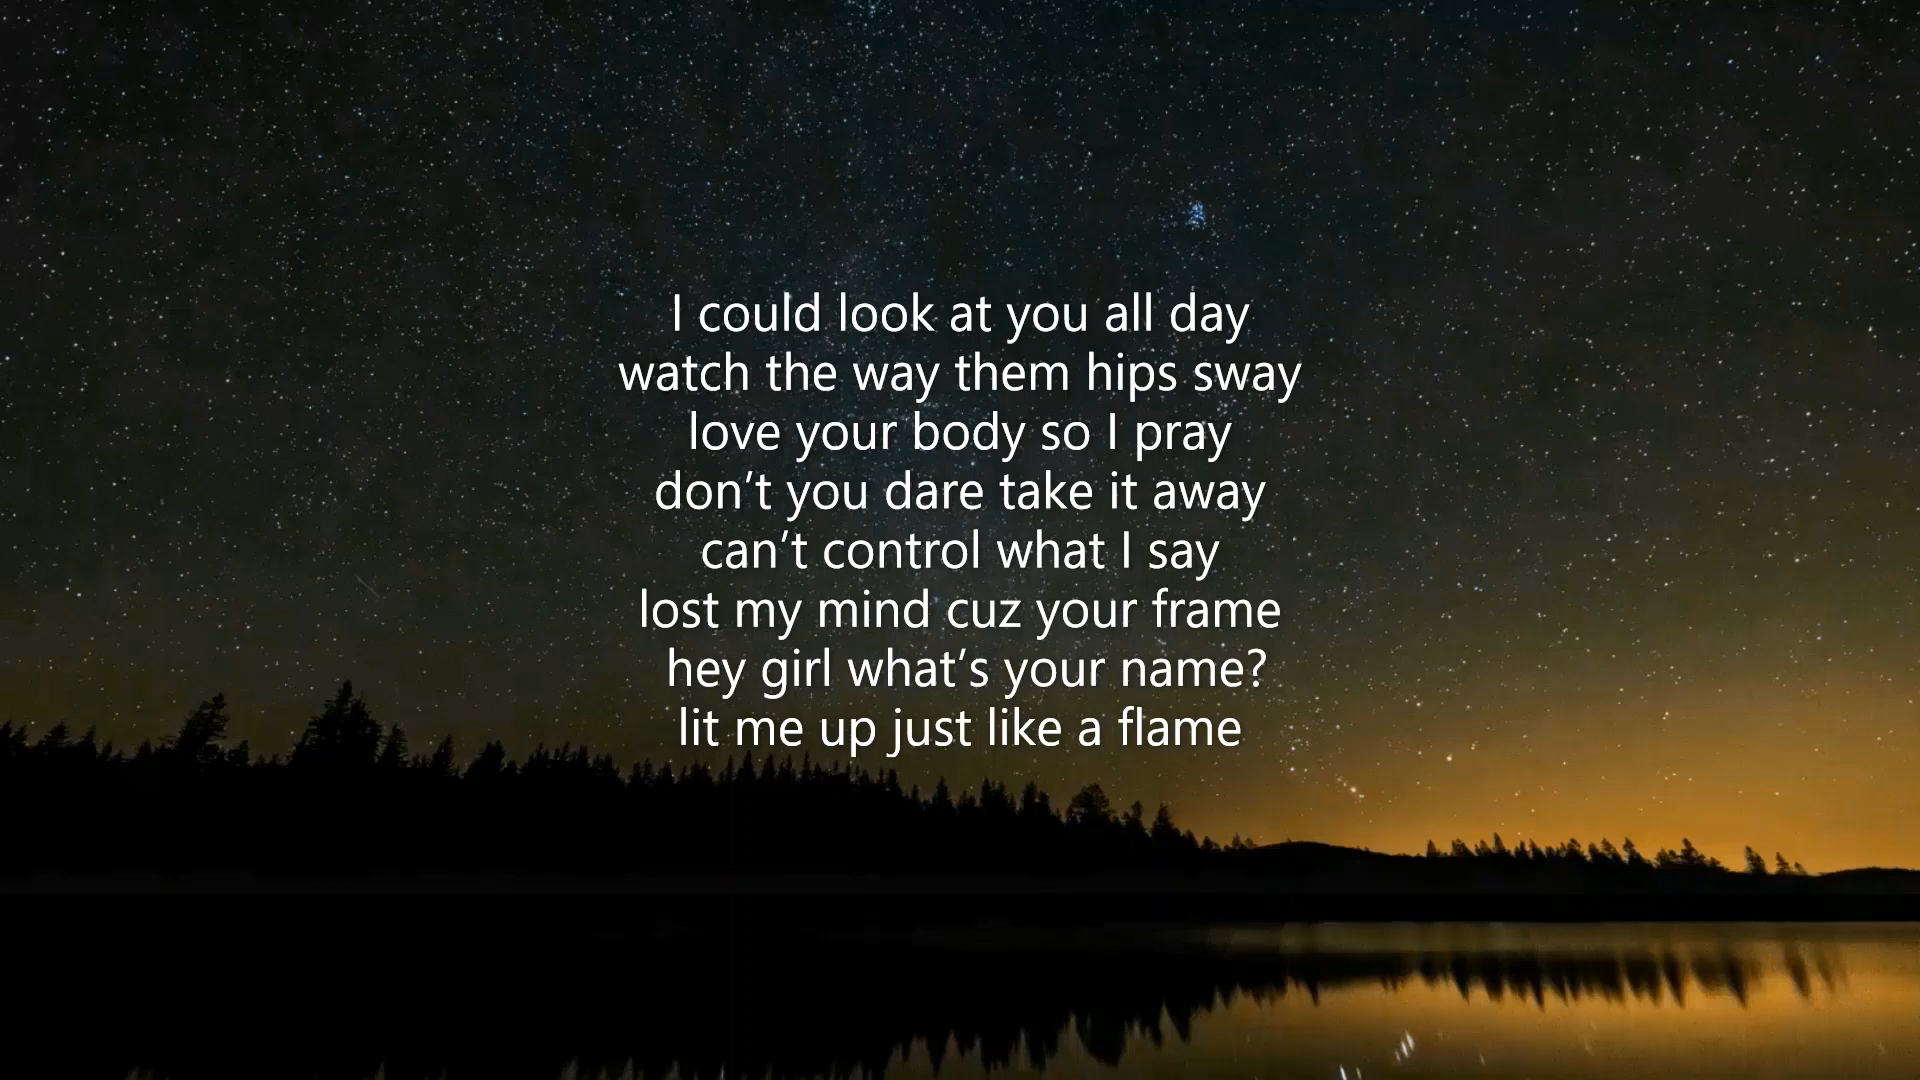 I could look at you all day
watch the way them hips sway
love your body so I pray
don’t you dare take it away
can’t control what I say
lost my mind cuz your frame
hey girl what’s your name?
lit me up just like a flame